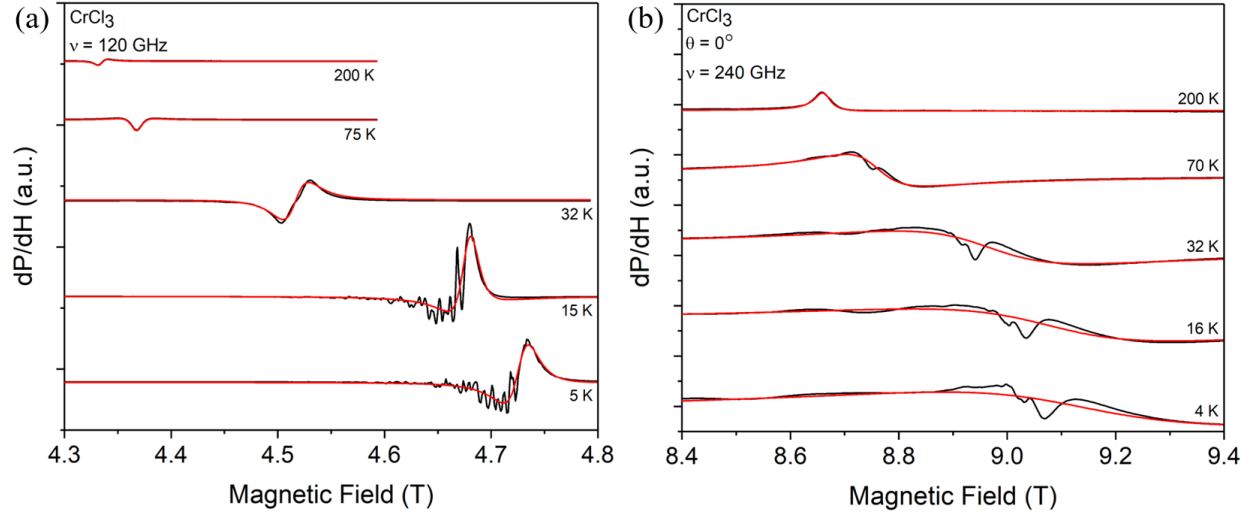 (a)
CrCl3
ν = 120 GHz
200 K
75 K
32 K
15 K
5 K
dP/dH (a.u.)
4.3 4.4 4.5 4.6 4.7 4.8
Magnetic Field (T)
(b)
CrCl3
θ = 0°
ν = 240 GHz
200 K
70 K
32 K
16 K
4 K
dP/dH (a.u.)
8.4 8.6 8.8 9.0 9.2 9.4
Magnetic Field (T)